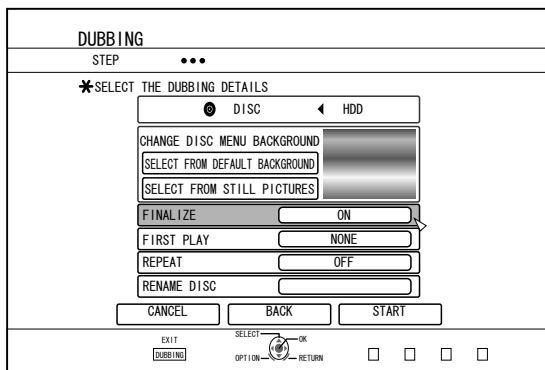 DUBBING
STEP
SELECT THE DUBBING DETAILS
DISC HDD
CHANGE DISC MENU BACKGROUND
SELECT FROM DEFAULT BACKGROUND
SELECT FROM STILL PICTURES
FINALIZE ON
FIRST PLAY NONE
REPEAT OFF
RENAME DISC
CANCEL BACK START
EXIT
DUBBING
SELECT OK
OPTION RETURN